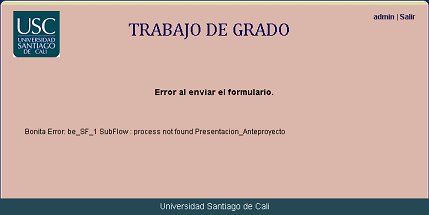 USC
UNIVERSIDAD
SANTIAGO
DE CALI
TRABAJO DE GRADO
admin | Salir
Error al enviar el formulario.
Bonita Error: be_SF_1 SubFlow : process not found Presentacion_Anteproyecto
Universidad Santiago de Cali